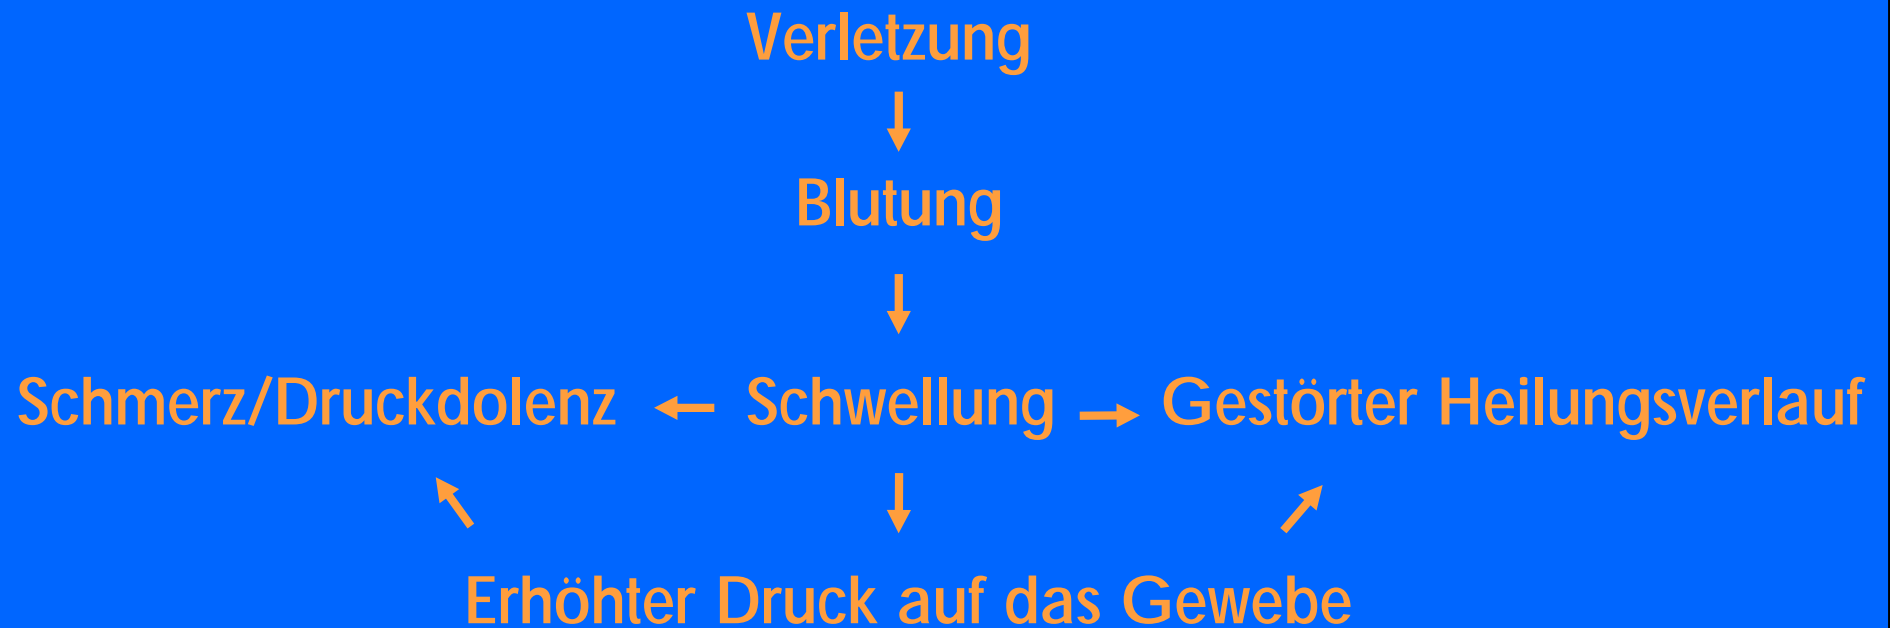 Verletzung
Blutung
Schmerz/Druckdolenz Schwellung Gestörter Heilungsverlauf
Erhöhter Druck auf das Gewebe